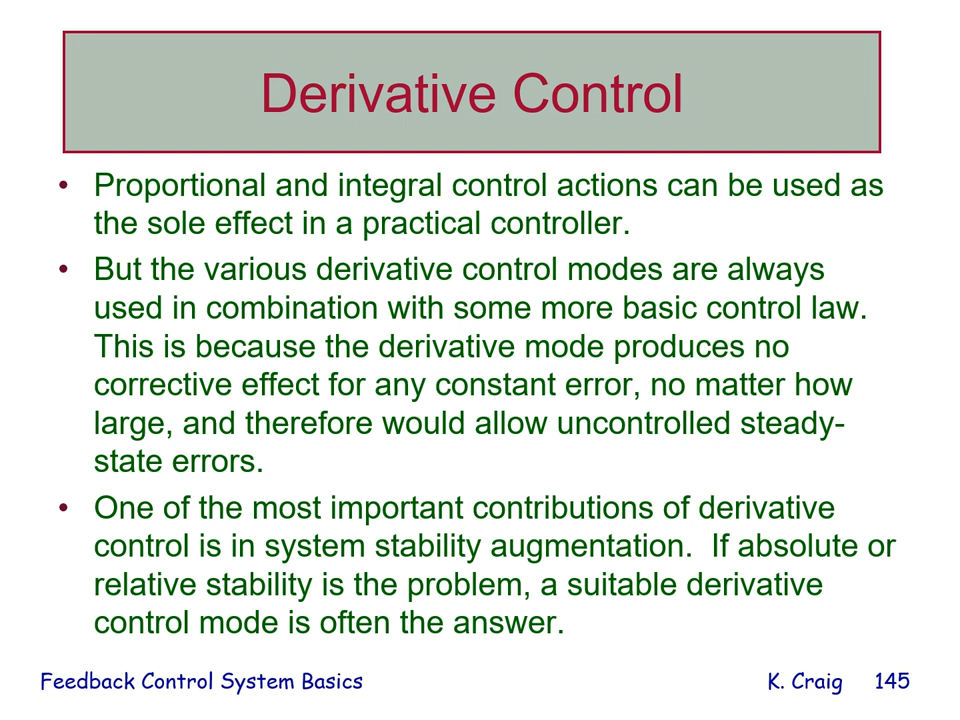 Derivative Control
• Proportional and integral control actions can be used as
the sole effect in a practical controller.
• But the various derivative control modes are always
used in combination with some more basic control law.
This is because the derivative mode produces no
corrective effect for any constant error, no matter how
large, and therefore would allow uncontrolled steady-
state errors.
• One of the most important contributions of derivative
control is in system stability augmentation.  If absolute or
relative stability is the problem, a suitable derivative
control mode is often the answer.
Feedback Control System Basics K. Craig 145